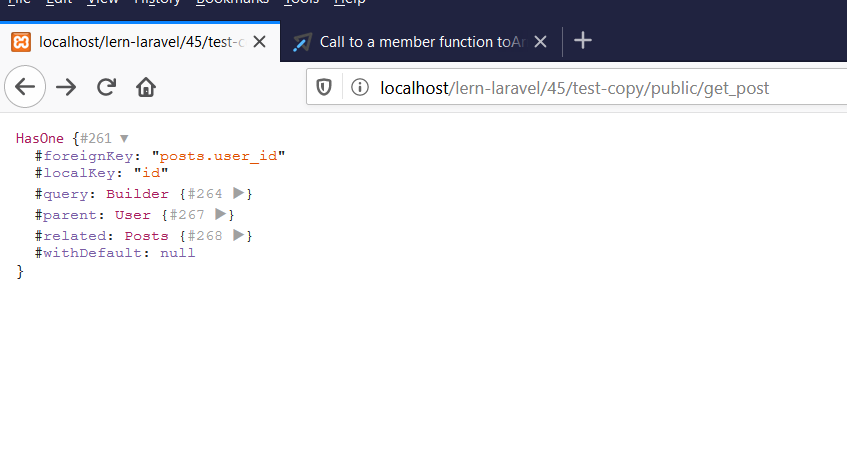 File Edit View History Bookmarks Tools Help
localhost/lern-laravel/45/test-c
Call to a member function toAr
localhost/lern-laravel/45/test-copy/public/get_post
HasOne {#261 ▼
#foreignKey: "posts.user_id"
#localKey: "id"
#query: Builder {#264 ▶}
#parent: User {#267 ▶}
#related: Posts {#268 ▶}
#withDefault: null
}